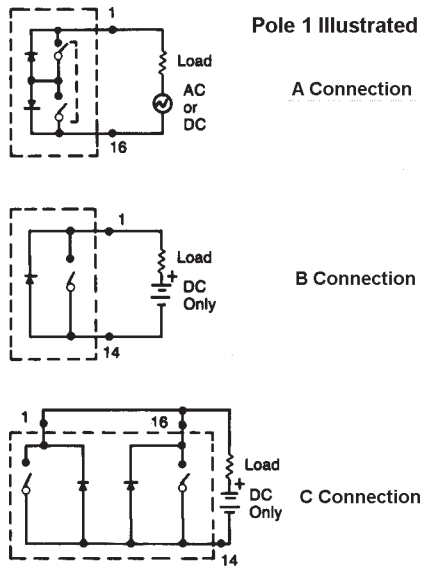 Pole 1 Illustrated
1
Load
AC
or
DC
16
A Connection
1
Load
+
DC
Only
14
B Connection
1
16
Load
+
DC
Only
14
C Connection